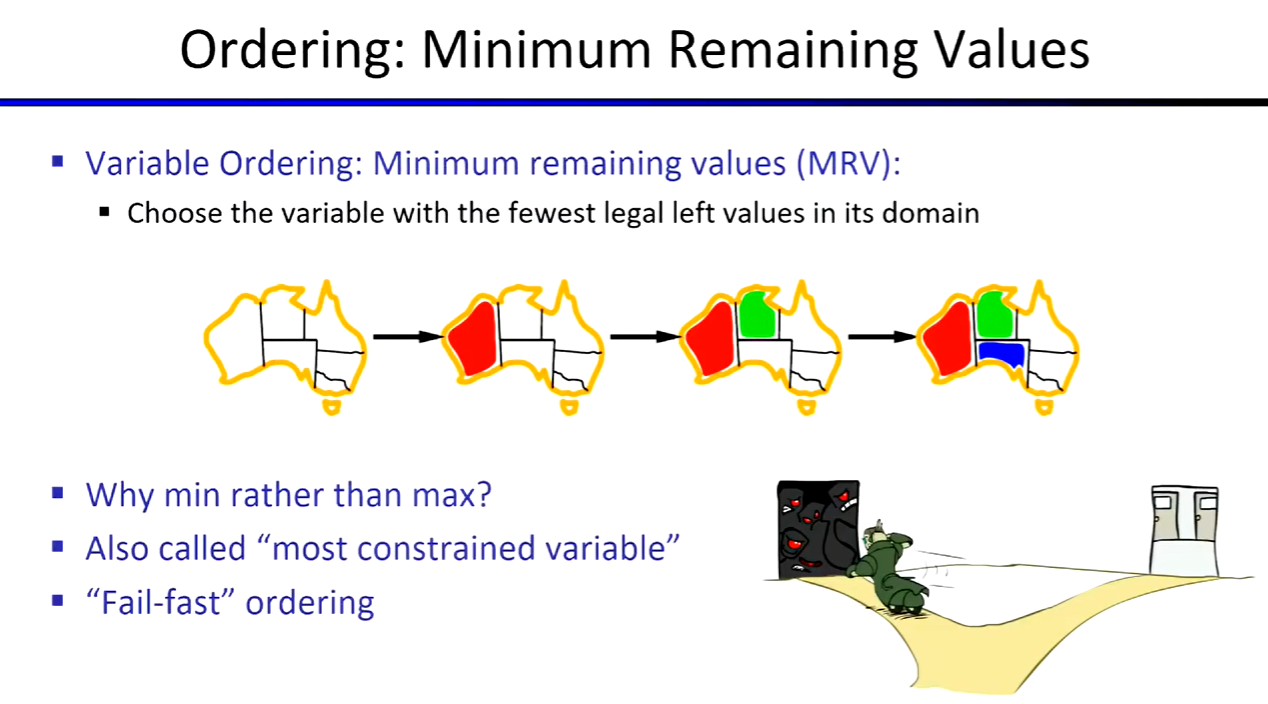 Ordering: Minimum Remaining Values
▪ Variable Ordering: Minimum remaining values (MRV):
▪ Choose the variable with the fewest legal left values in its domain
▪ Why min rather than max?
▪ Also called “most constrained variable”
▪ “Fail-fast” ordering